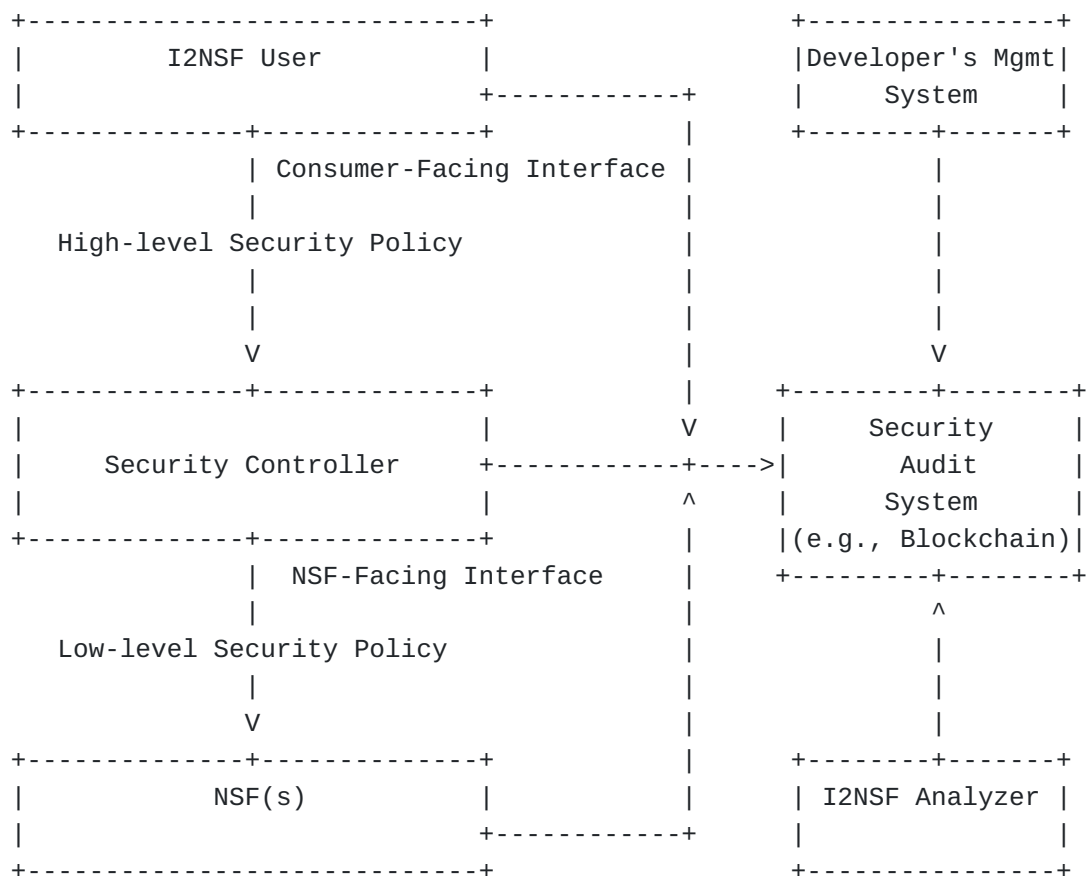 I2NSF User
Developer's Mgmt
System
Consumer-Facing Interface
High-level Security Policy
V
V
Security Controller
V
Security
Audit
System
(e.g., Blockchain)
^
NSF-Facing Interface
^
Low-level Security Policy
V
NSF(s)
I2NSF Analyzer